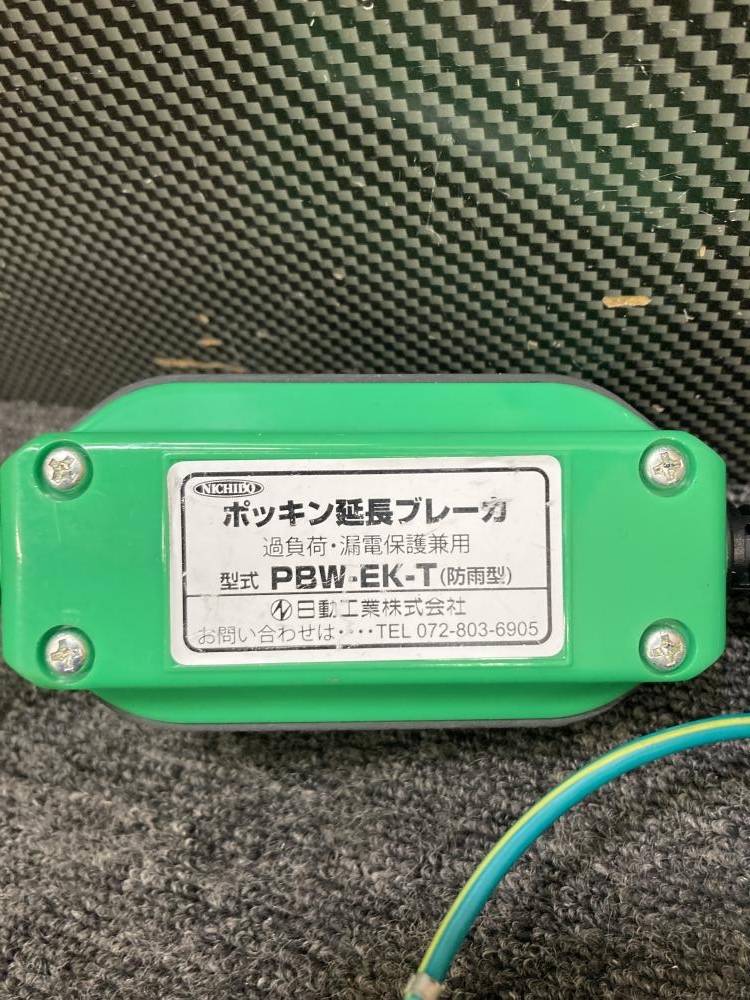 NICHIDO
ポッキン延長ブレーカ
過負荷・漏電保護兼用
型式 PBW-EK-T(防雨型)
日動工業株式会社
お問い合わせは‥‥TEL 072-803-6905